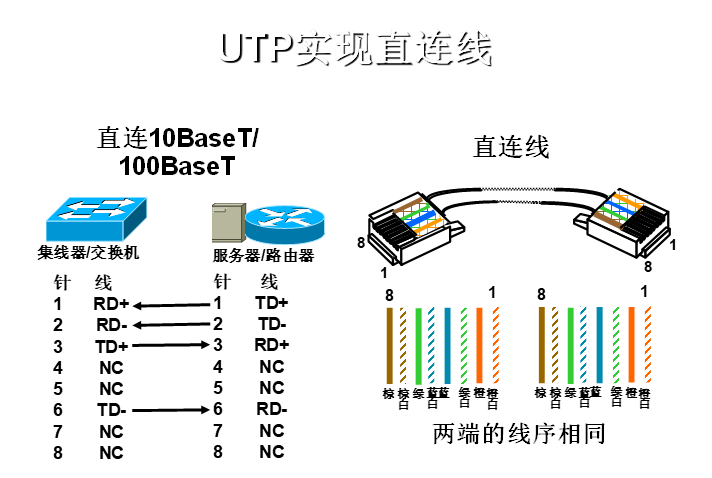 UTP实现直连线
直连10BaseT/
100BaseT
集线器/交换机
服务器/路由器
针 线 针 线
1 RD+ 1 TD+
2 RD- 2 TD-
3 TD+ 3 RD+
4 NC 4 NC
5 NC 5 NC
6 TD- 6 RD-
7 NC 7 NC
8 NC 8 NC
直连线
8
1
1
8
8 1
棕 棕白 绿 蓝白 蓝 绿白 橙 橙白
8 1
棕 棕白 绿 蓝白 蓝 绿白 橙 橙白
两端的线序相同